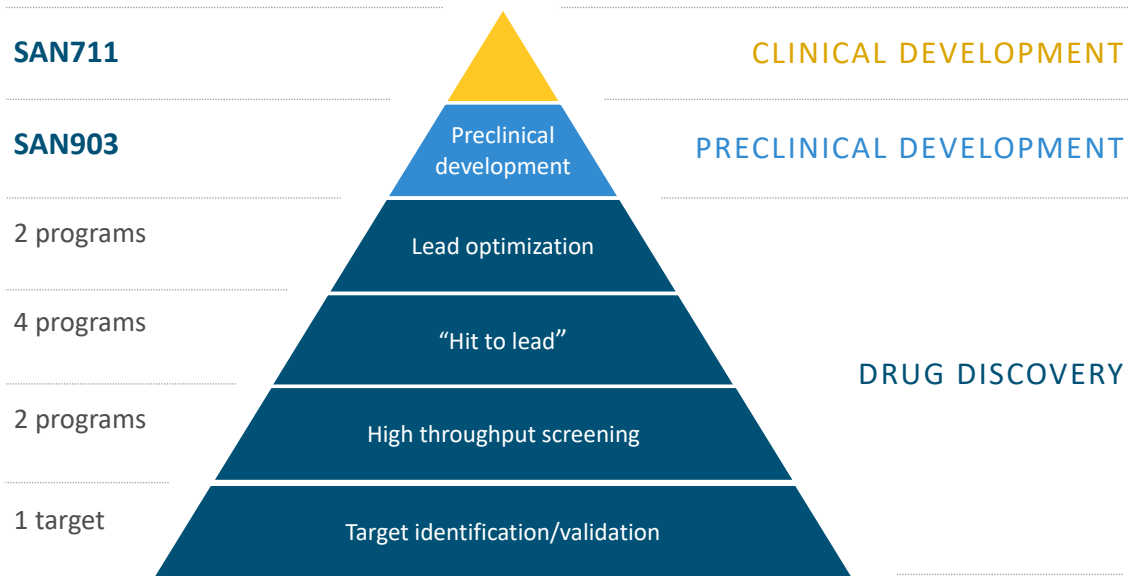 SAN711
CLINICAL DEVELOPMENT
SAN903
Preclinical
development
PRECLINICAL DEVELOPMENT
2 programs
Lead optimization
4 programs
“Hit to lead”
DRUG DISCOVERY
2 programs
High throughput screening
1 target
Target identification/validation